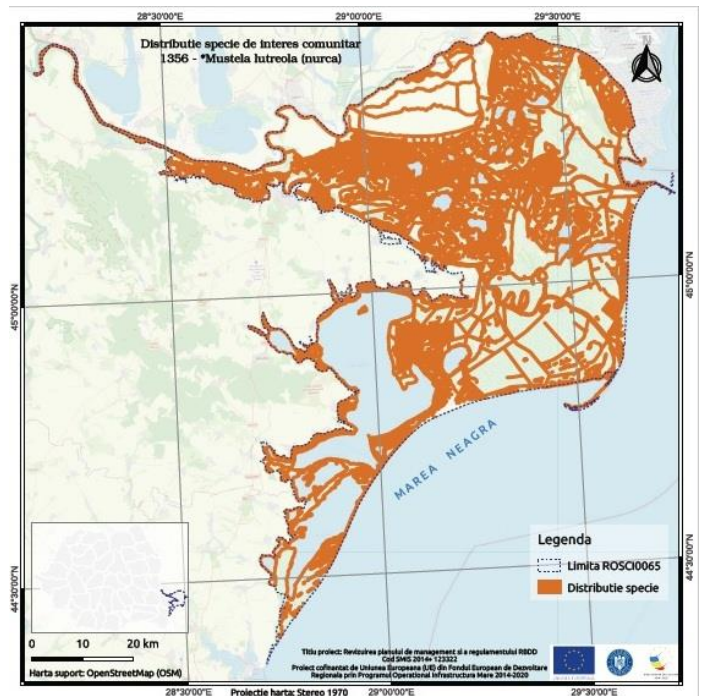 28°30'00"E 29°00'00"E 29°30'00"E
Distributie specie de interes comunitar
1356 - *Mustela lutreola (nurca)
N
45°00'00"N
45°00'00"N
MAREA NEAGRA
Legenda
Limita ROSCI0065
Distributie specie
44°30'00"N
44°30'00"N
0 10 20 km
Harta suport: OpenStreetMap (OSM)
Titlu proiect: Revizuirea planului de management si a regulamentului RBDD
Cod SMIS 2014+ 123322
Proiect cofinantat de Uniunea Europeana (UE) din Fondul European de Dezvoltare
Regionala prin Programul Operational Infrastructura Mare 2014-2020
28°30'00"E 29°00'00"E 29°30'00"E
Proiectie harta: Stereo 1970